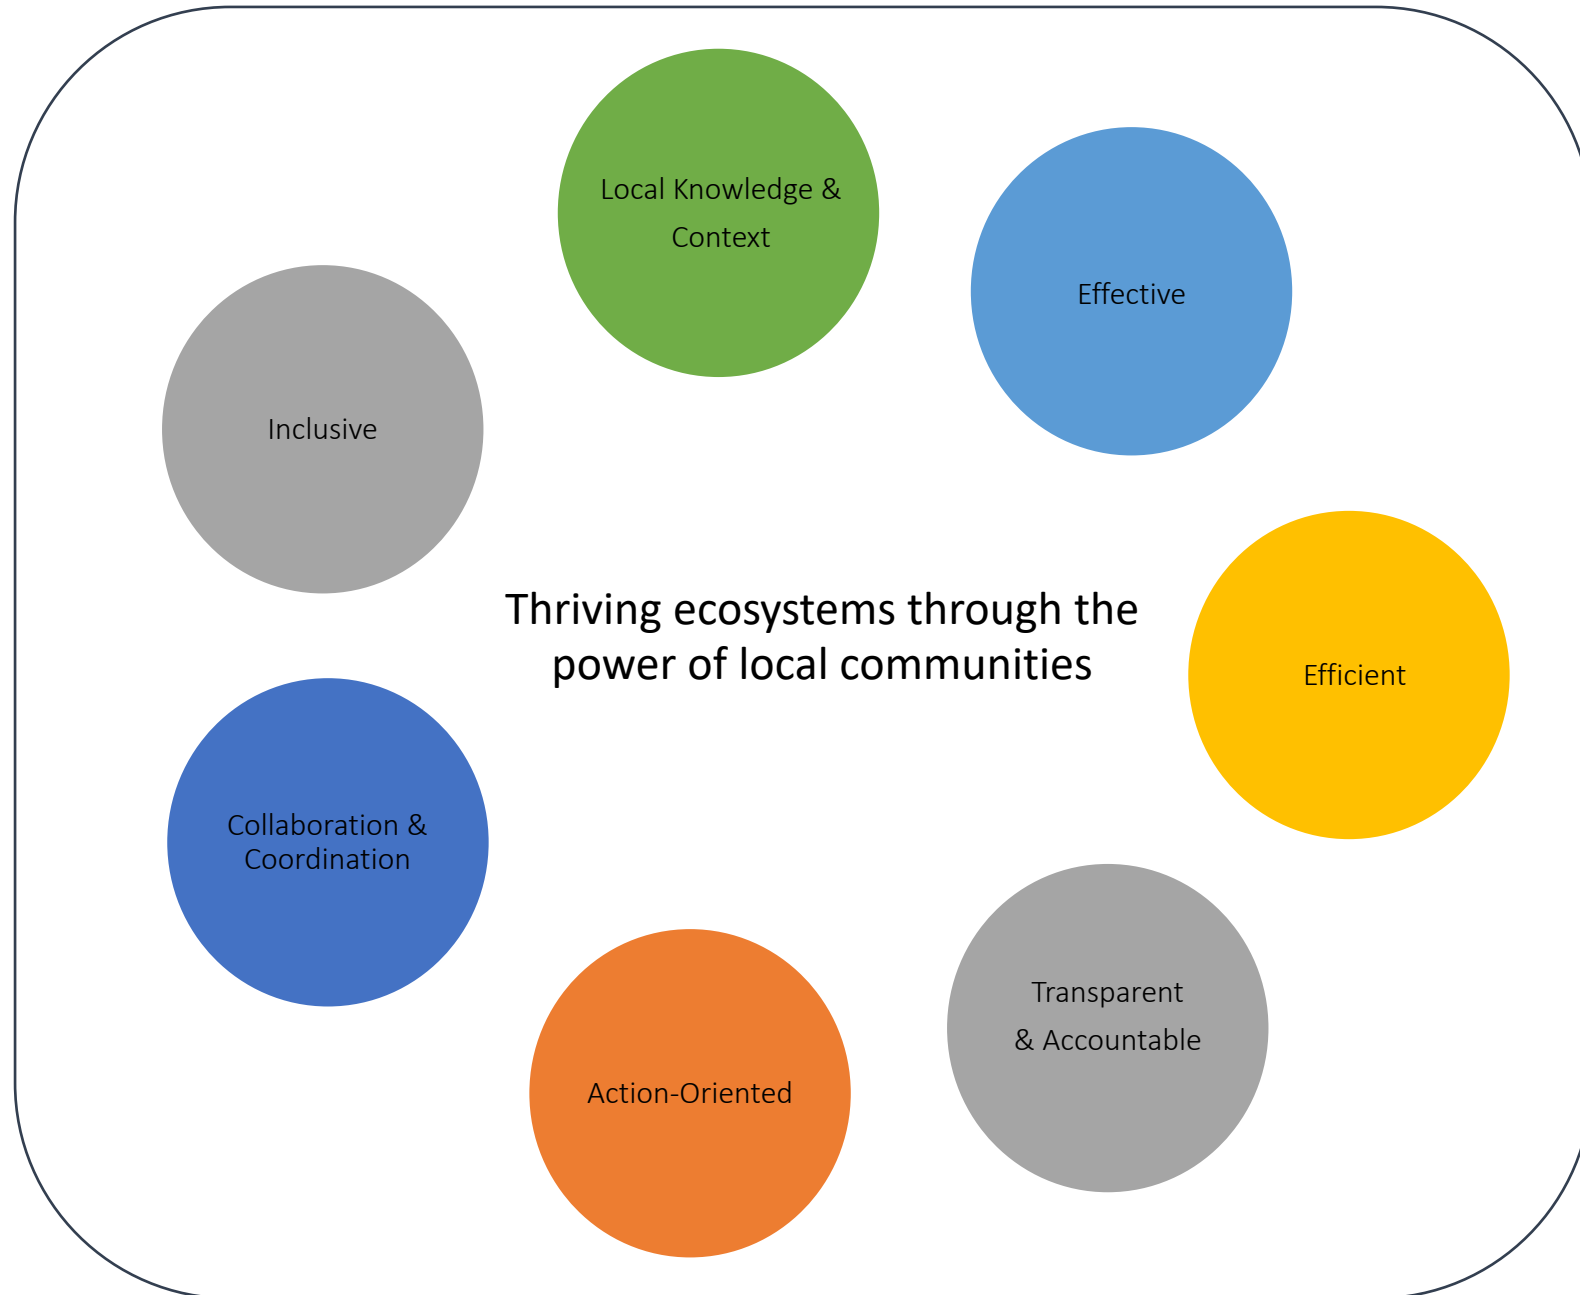 Local Knowledge &
Context
Effective
Inclusive
Thriving ecosystems through the
power of local communities
Efficient
Collaboration &
Coordination
Transparent
& Accountable
Action-Oriented